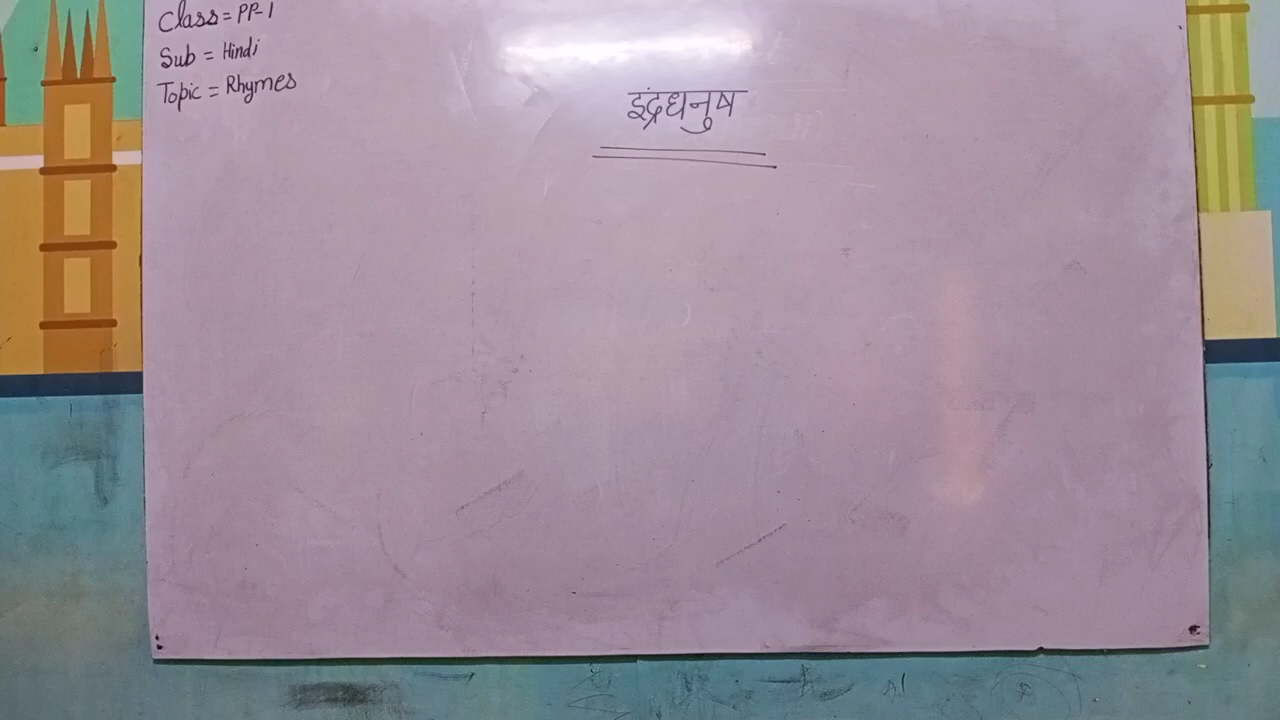 Class = PP-1
Sub = Hindi
Topic = Rhymes
इंद्रधनुष